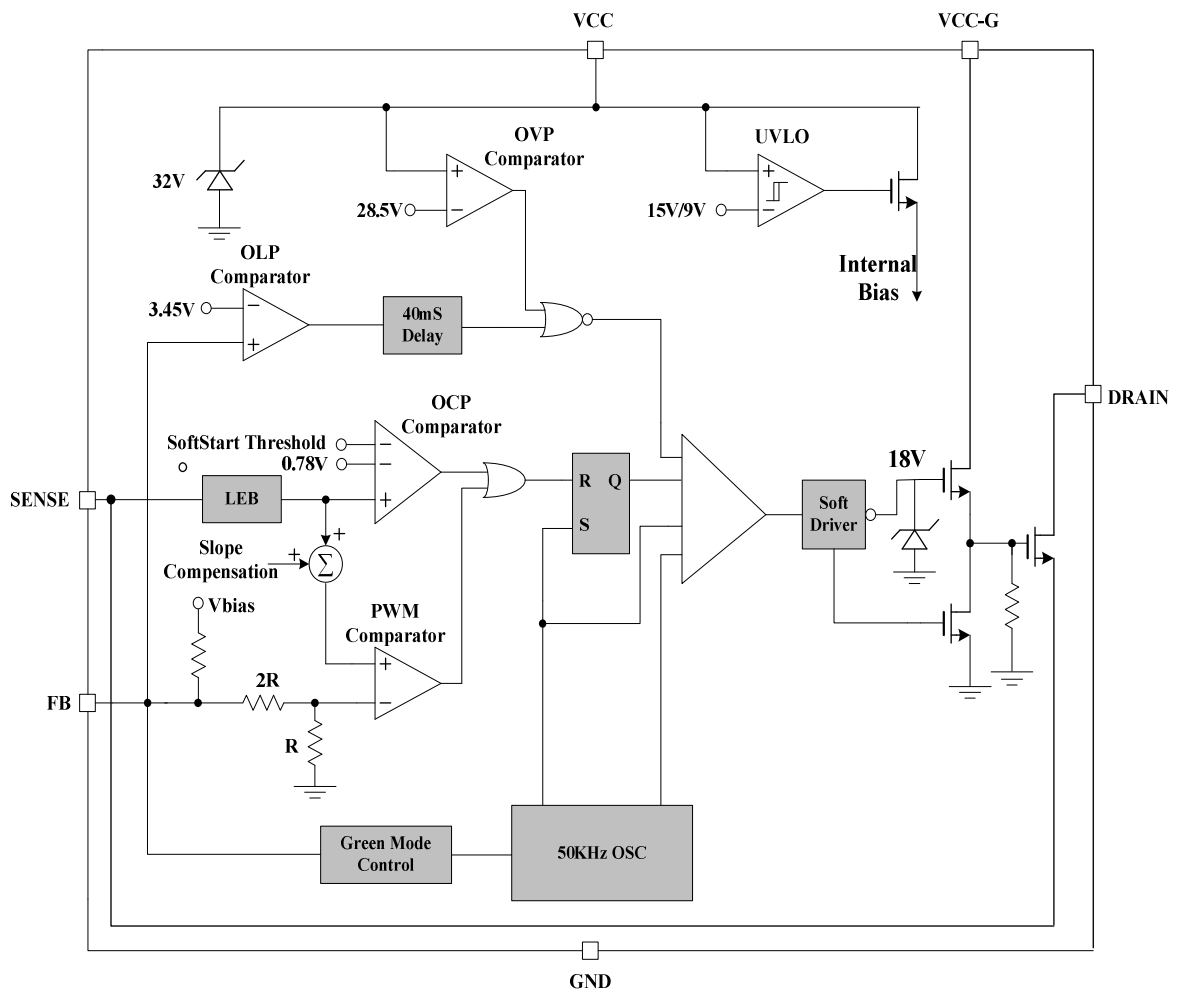 VCC
VCC-G
OVP
Comparator
UVLO
32V
+
+
28.5V
−
15V/9V
−
OLP
Comparator
Internal
Bias
3.45V
−
40mS
Delay
+
DRAIN
OCP
Comparator
SoftStart Threshold
−
0.78V
−
18V
SENSE
LEB
+
R Q
S
Soft
Driver
+
Slope
Compensation
+
Σ
Vbias
PWM
Comparator
+
2R
FB
−
R
Green Mode
Control
50KHz OSC
GND